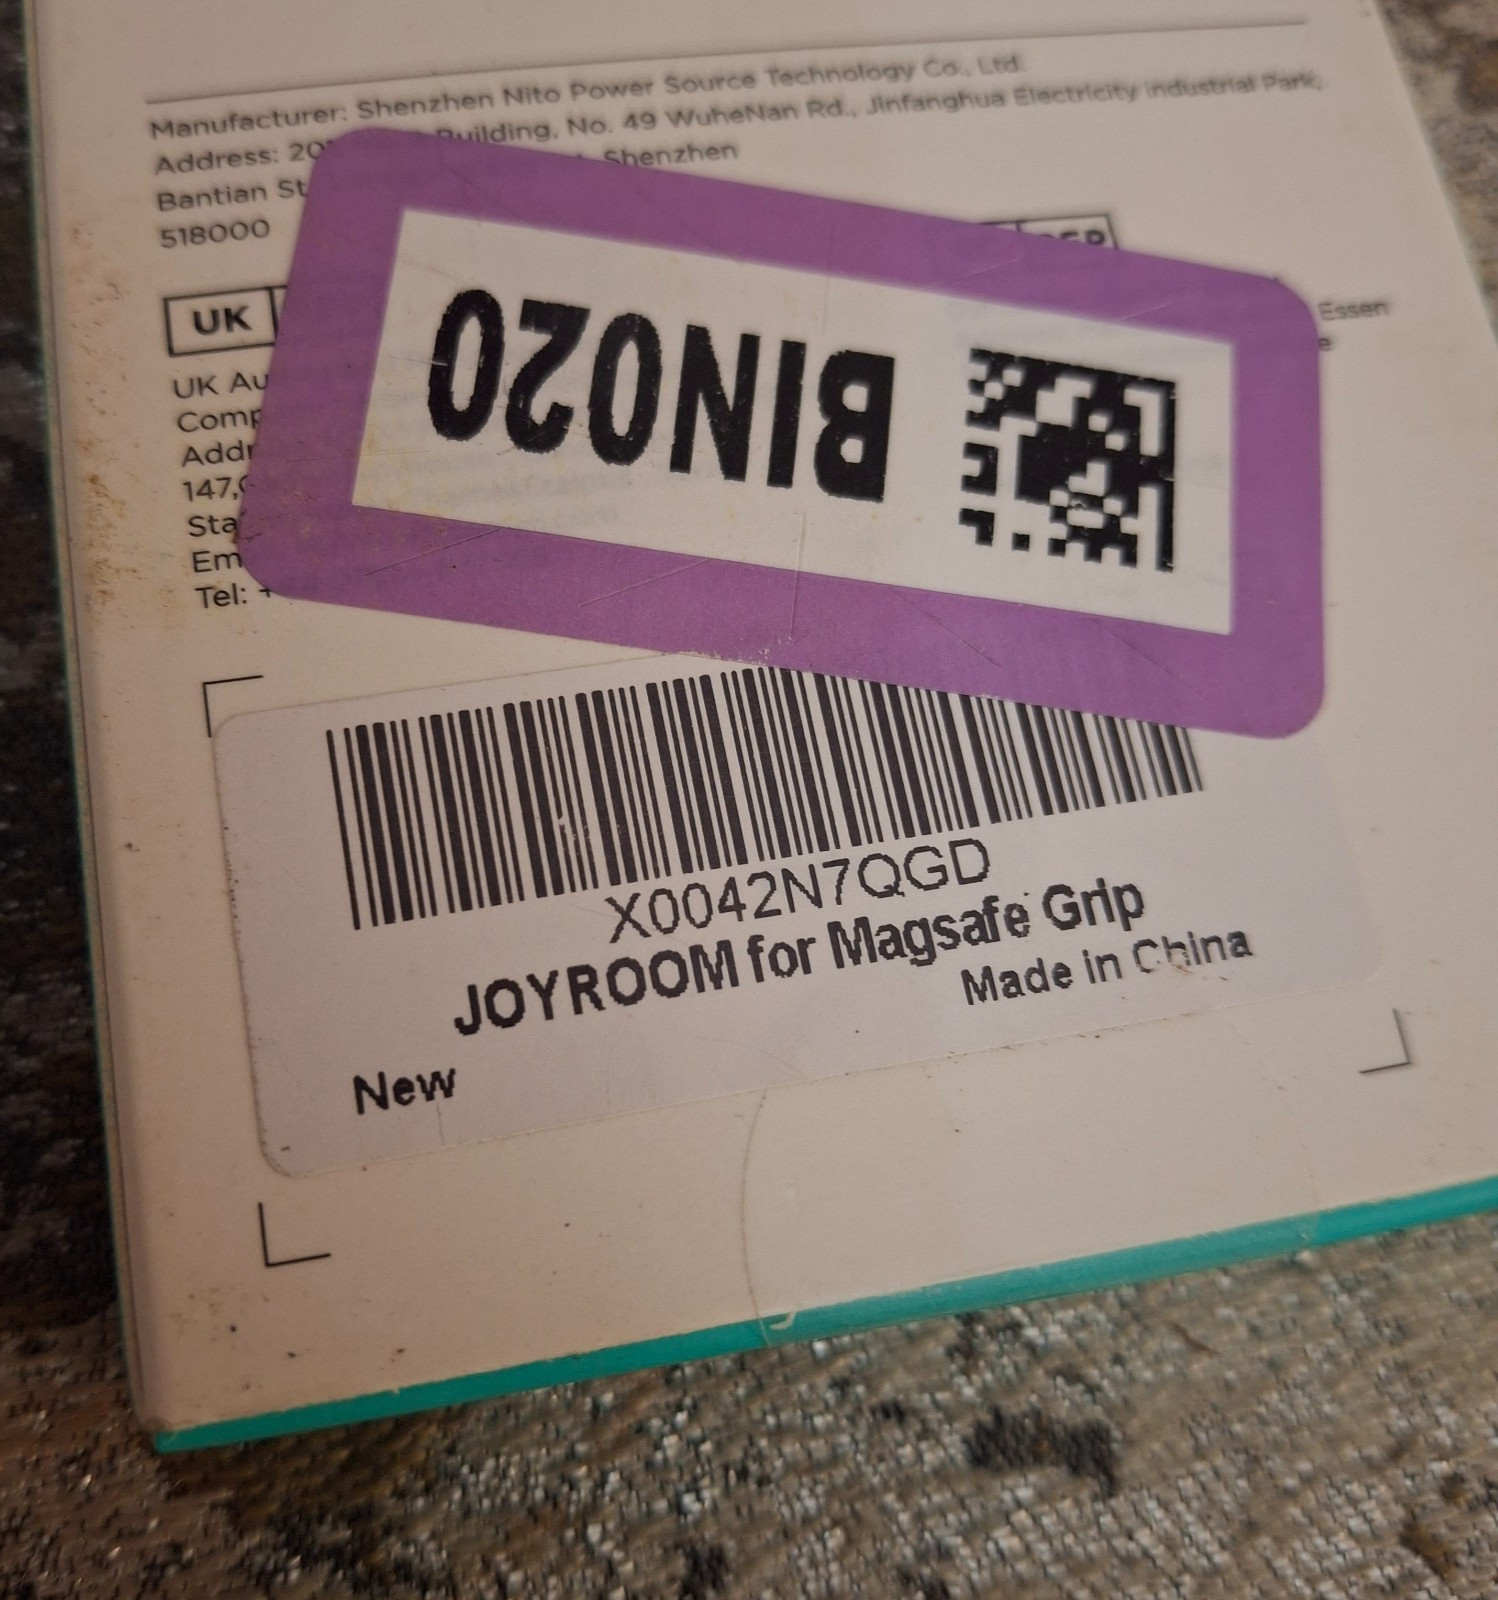 Manufacturer: Shenzhen Nito Power Source Technology Co., Ltd.
Address: 20 Building, No. 49 WuheNan Rd., Jinfanghua Electricity Industrial Park,
Bantian St Shenzhen
518000
UK REP
UK Au Essen
Comp e
Addr
147,
Sta
Em
Tel: +
BIN020
X0042N7QGD
JOYROOM for Magsafe Grip
Made in China
New